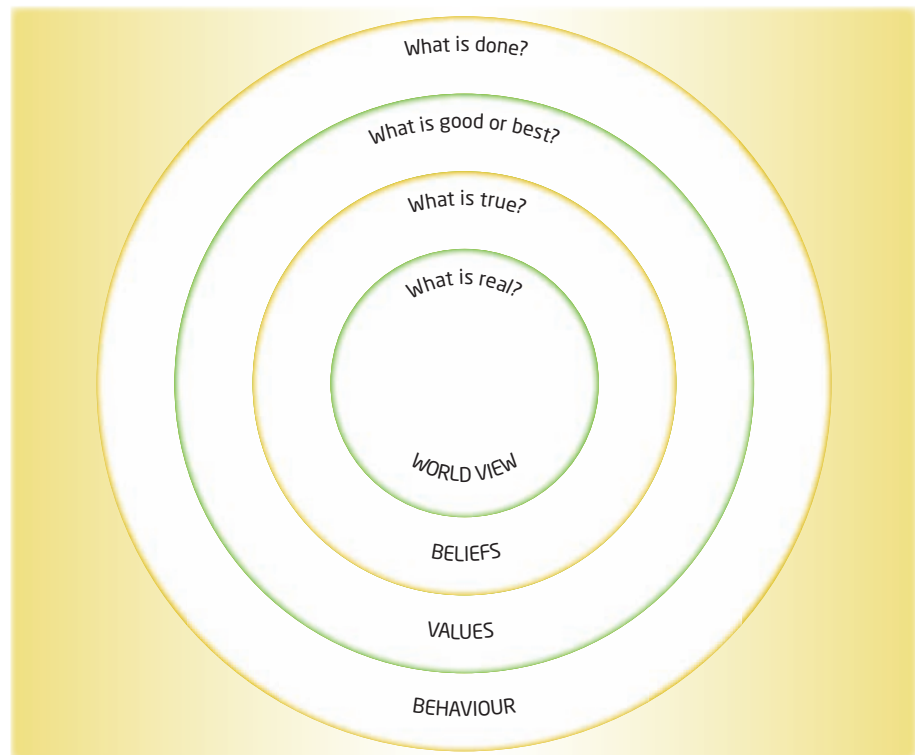 What is done?
What is good or best?
What is true?
What is real?
WORLD VIEW
BELIEFS
VALUES
BEHAVIOUR